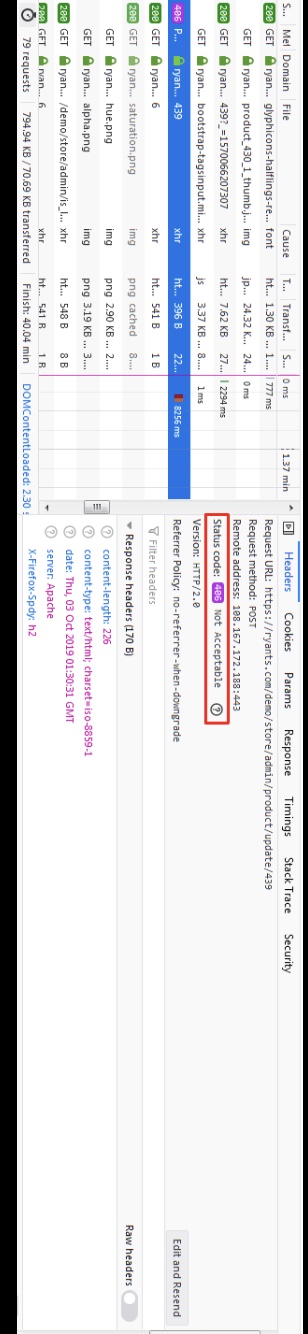 S... Met Domain File Cause T... Transf... S... 0 ms 1.37 min
200 GET ryan... glyphicons-halflings-re... font ht... 1.30 KB ... 1.... 777 ms
GET ryan... product_430_1_thumb.j... img jp... 24.32 K... 24... 0 ms
200 GET ryan... 439?_=1570066207307 xhr ht... 7.62 KB 27... 2294 ms
GET ryan... bootstrap-tagsinput.mi... js 3.37 KB ... 8.... 1 ms
406 P... ryan... 439 xhr ht... 396 B 22... 8256 ms
200 GET ryan... 6 xhr ht... 541 B 1 B
200 GET ryan... saturation.png img png cached 8....
GET ryan... hue.png img png 2.90 KB ... 2....
GET ryan... alpha.png img png 3.19 KB ... 3....
200 GET ryan... /demo/store/admin/is_l... xhr ht... 548 B 8 B
200 GET ryan... 6 xhr ht... 541 B 1 B
79 requests 794.94 KB / 70.69 KB transferred Finish: 40.04 min DOMContentLoaded: 2.30 s
Headers Cookies Params Response Timings Stack Trace Security
Request URL: https://ryants.com/demo/store/admin/product/update/439
Request method: POST
Remote address: 108.167.172.188:443
Status code: 406 Not Acceptable ?
Version: HTTP/2.0
Referrer Policy: no-referrer-when-downgrade
Edit and Resend
Filter headers
Response headers (170 B) Raw headers
? content-length: 226
? content-type: text/html; charset=iso-8859-1
? date: Thu, 03 Oct 2019 01:30:31 GMT
? server: Apache
X-Firefox-Spdy: h2